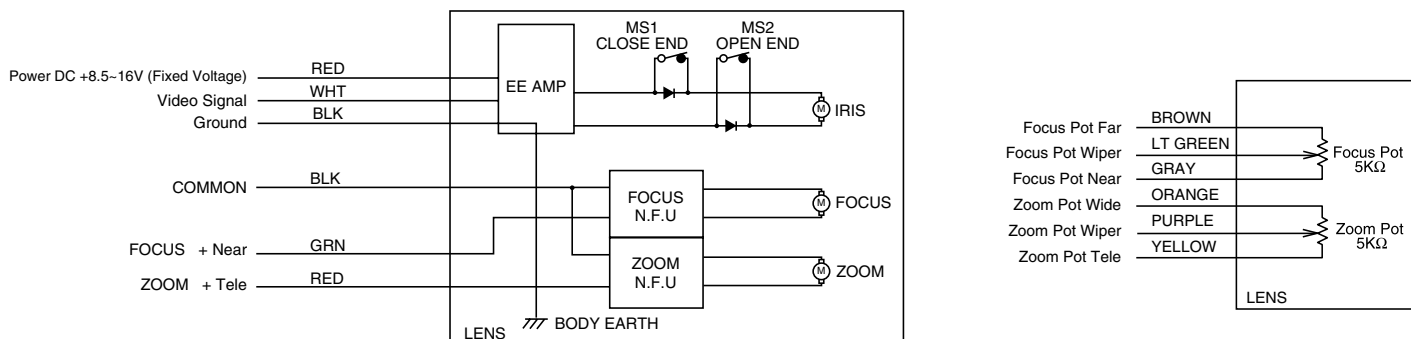 MS1
CLOSE END
MS2
OPEN END
Power DC +8.5~16V (Fixed Voltage)
RED
Video Signal
WHT
Ground
BLK
EE AMP
M
IRIS
COMMON
BLK
FOCUS
N.F.U
M
FOCUS
FOCUS + Near
GRN
ZOOM + Tele
RED
ZOOM
N.F.U
M
ZOOM
LENS
BODY EARTH
Focus Pot Far
BROWN
Focus Pot Wiper
LT GREEN
Focus Pot Near
GRAY
Focus Pot
5KΩ
Zoom Pot Wide
ORANGE
Zoom Pot Wiper
PURPLE
Zoom Pot Tele
YELLOW
Zoom Pot
5KΩ
LENS